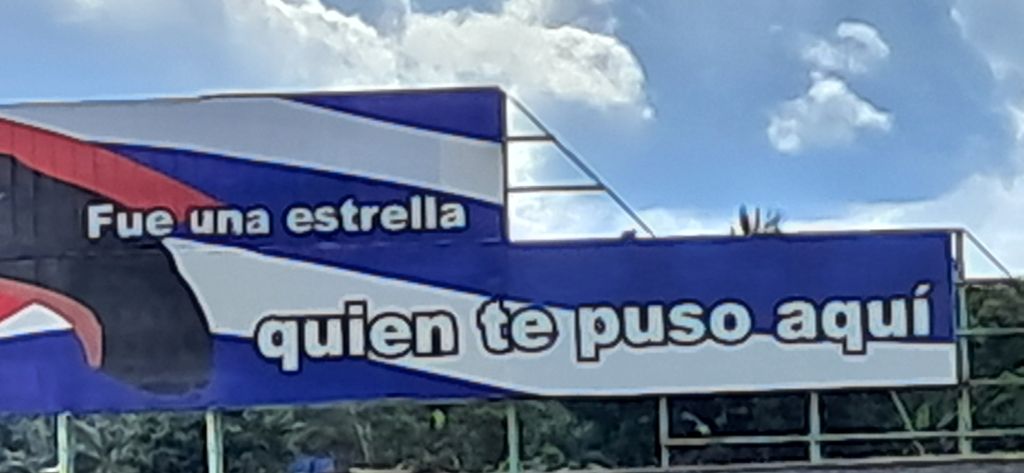 Fue una estrella
quien te puso aquí